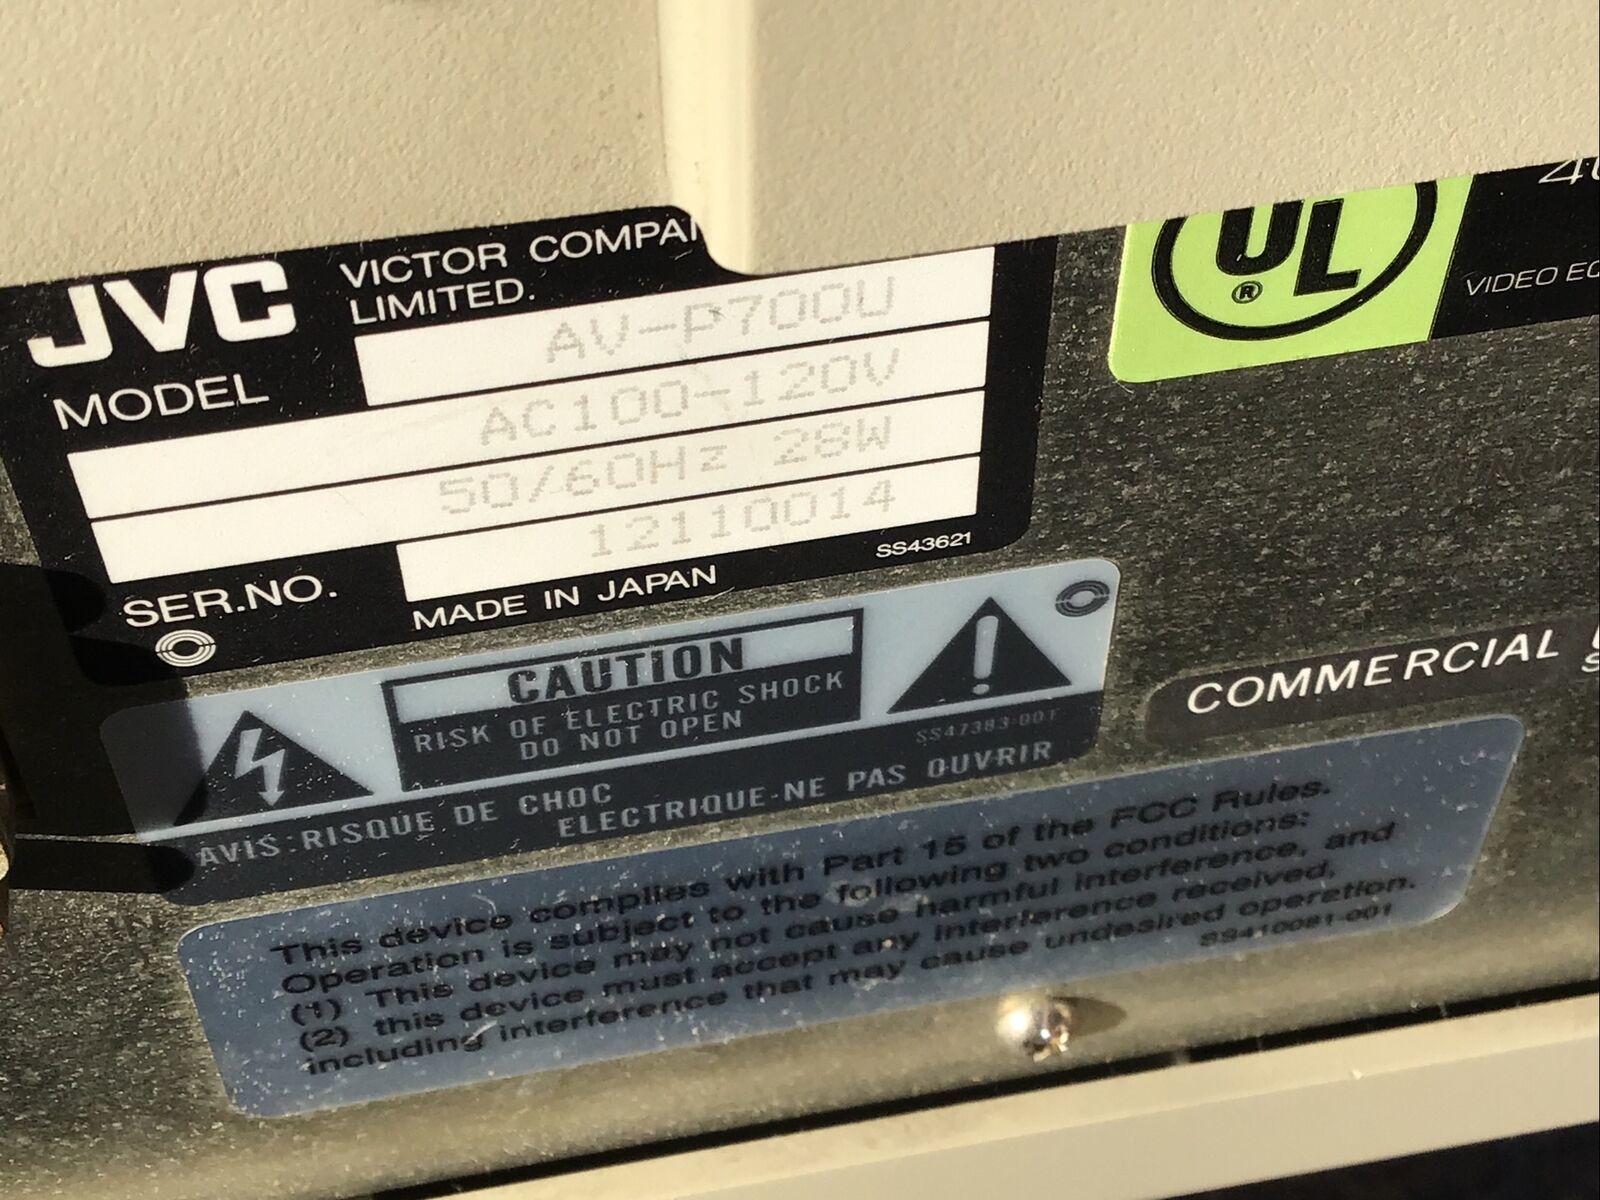 JVC
VICTOR COMPA
LIMITED.
MODEL
AV-P700U
AC100-120V
50/60Hz 28W
12110014
SER.NO.
MADE IN JAPAN
SS43621
UL
®
VIDEO
CAUTION
RISK OF ELECTRIC SHOCK
DO NOT OPEN
SS47383-001
AVIS:RISQUE DE CHOC
ELECTRIQUE-NE PAS OUVRIR
COMMERCIAL
This device complies with Part 15 of the FCC Rules.
Operation is subject to the following two conditions:
(1) This device may not cause harmful interference, and
(2) this device must accept any interference received,
including interference that may cause undesired operation.
SS410081-001